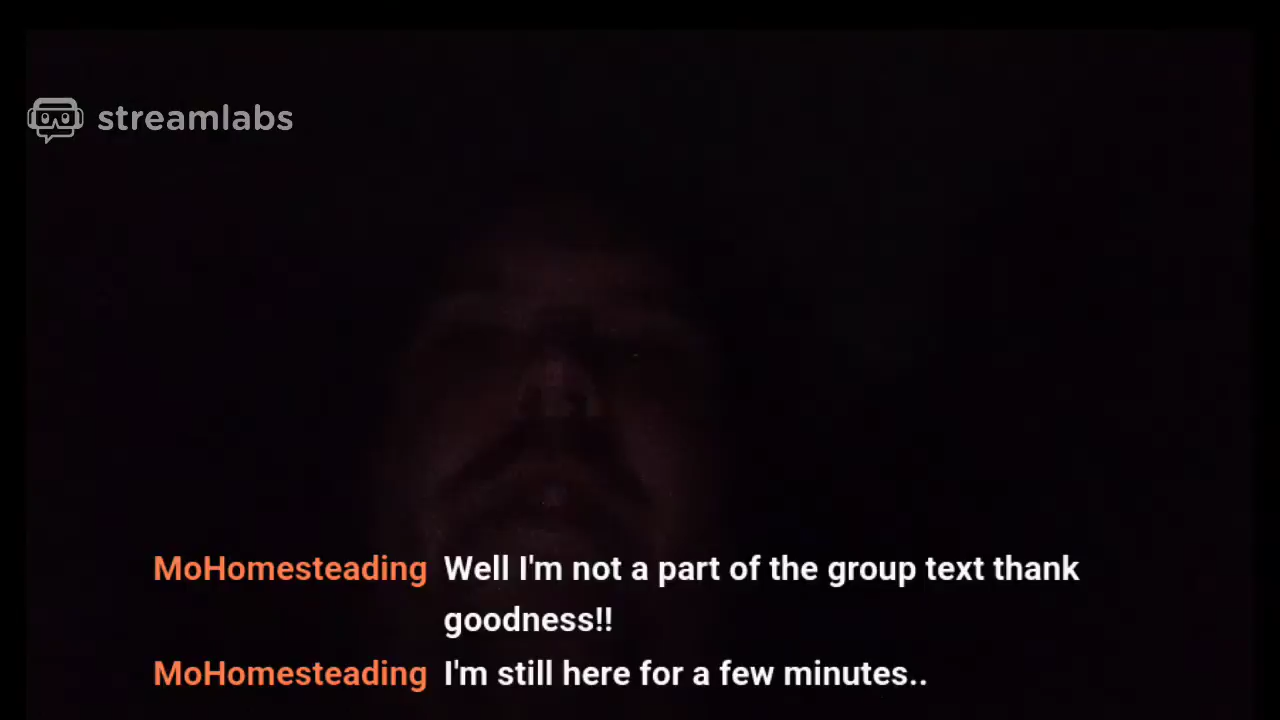 streamlabs
MoHomesteading Well I'm not a part of the group text thank
goodness!!
MoHomesteading I'm still here for a few minutes..